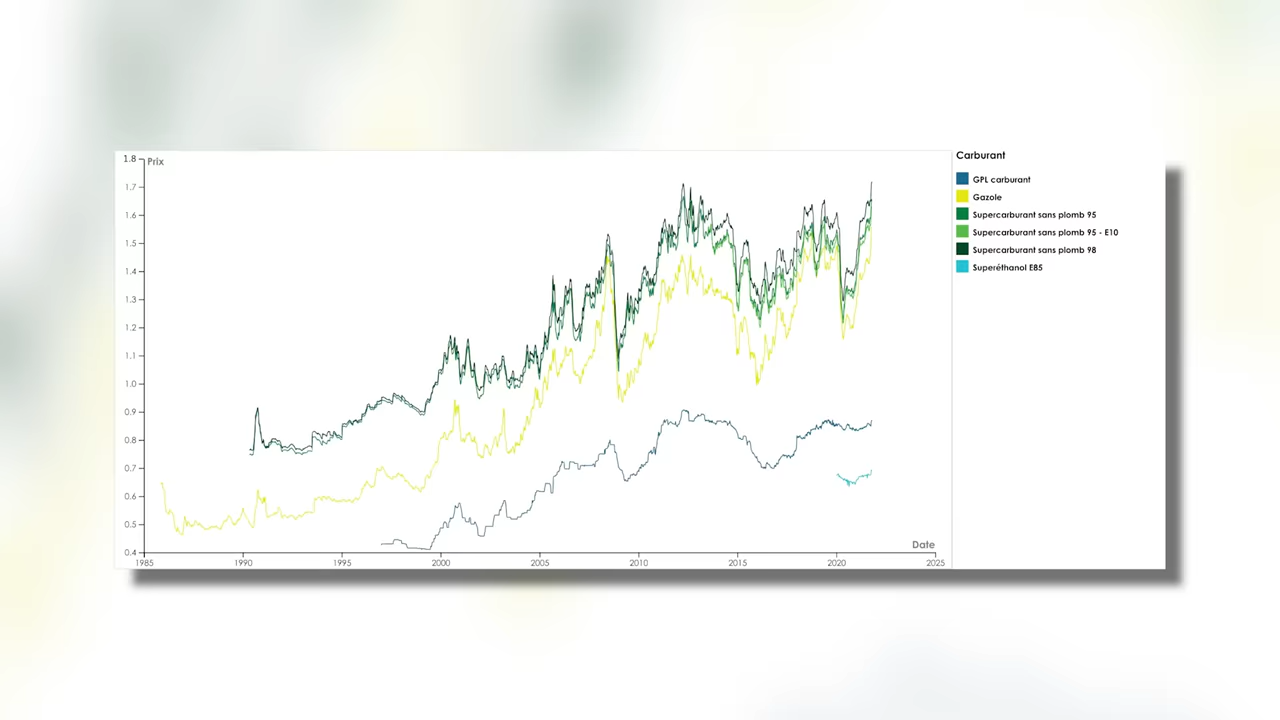 1.8
Prix
1.7
1.6
1.5
1.4
1.3
1.2
1.1
1.0
0.9
0.8
0.7
0.6
0.5
0.4
Date
1985 1990 1995 2000 2005 2010 2015 2020 2025
Carburant
GPL carburant
Gazole
Supercarburant sans plomb 95
Supercarburant sans plomb 95 - E10
Supercarburant sans plomb 98
Superéthanol E85